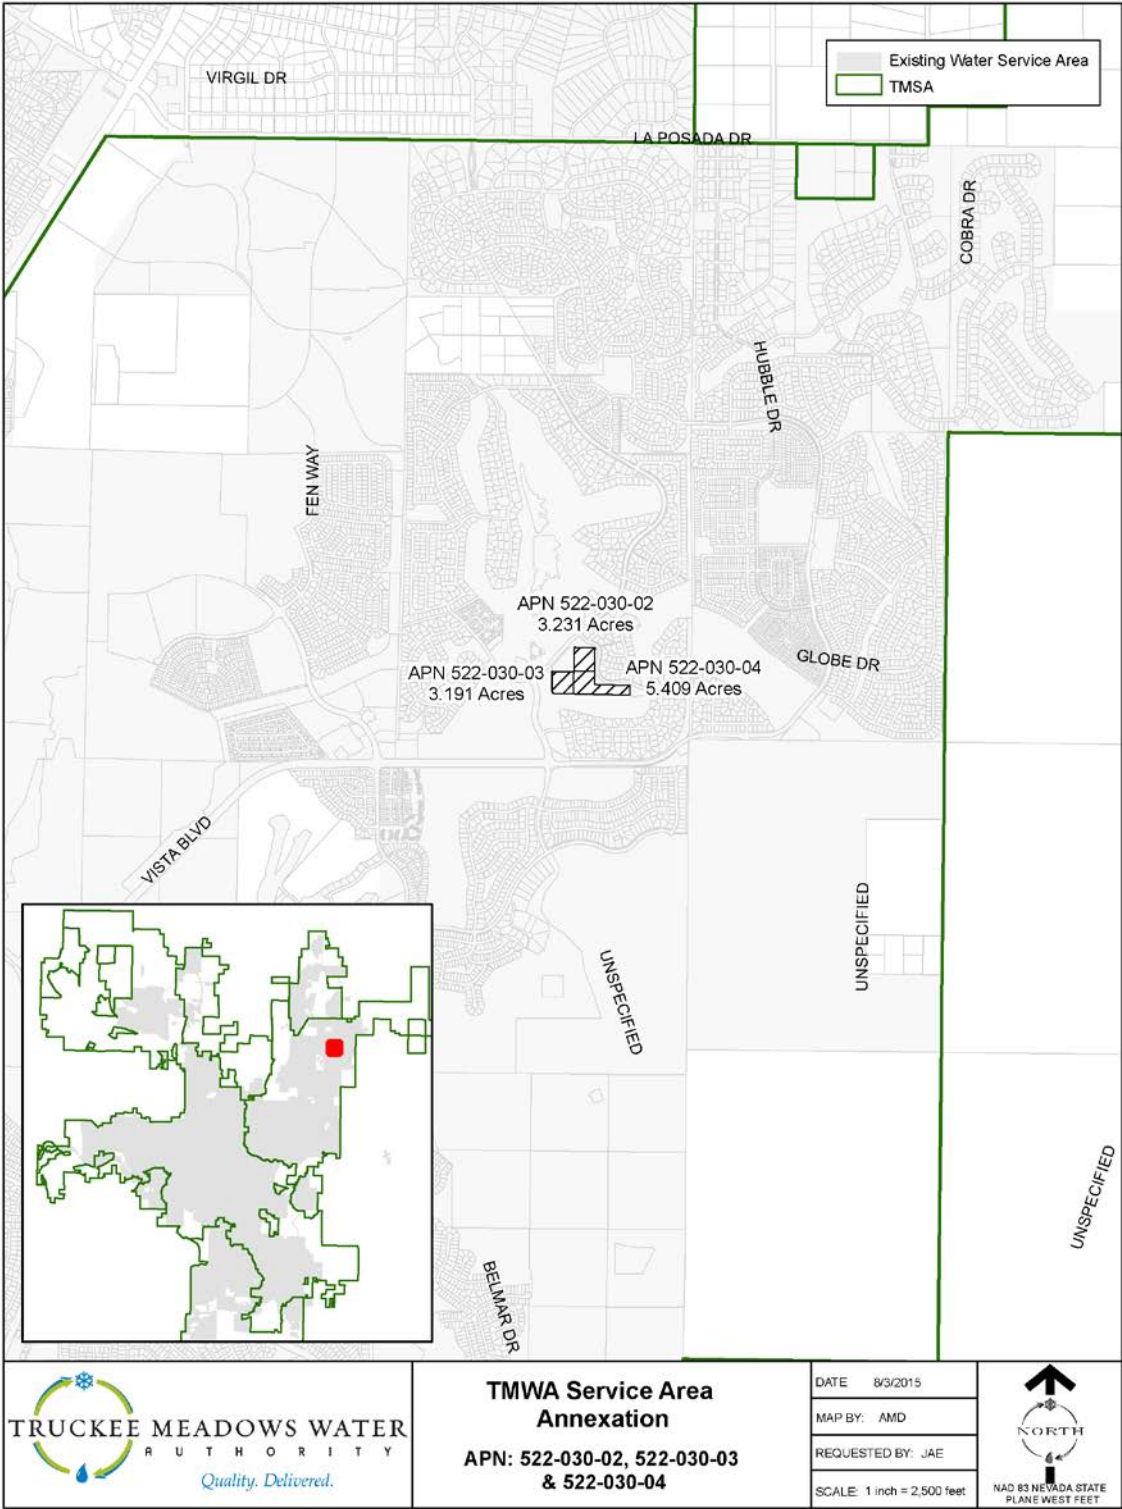 VIRGIL DR
Existing Water Service Area
TMSA
LA POSADA DR
COBRA DR
HUBBLE DR
FEN WAY
APN 522-030-02
3.231 Acres
APN 522-030-03
3.191 Acres
APN 522-030-04
5.409 Acres
GLOBE DR
VISTA BLVD
UNSPECIFIED
UNSPECIFIED
UNSPECIFIED
BELMAR DR
TRUCKEE MEADOWS WATER
AUTHORITY
Quality. Delivered.
TMWA Service Area
Annexation
APN: 522-030-02, 522-030-03
& 522-030-04
DATE 8/3/2015
MAP BY: AMD
REQUESTED BY: JAE
SCALE: 1 inch = 2,500 feet
NORTH
NAD 83 NEVADA STATE
PLANE WEST FEET